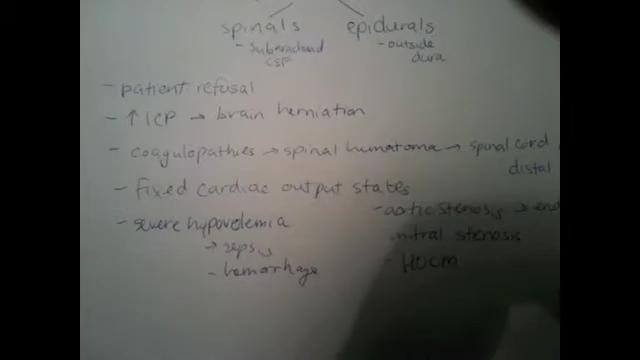 spinals epidurals
- subarachnoid - outside
CSF dura
- patient refusal
- ↑ ICP → brain herniation
- coagulopathies → spinal hematoma → spinal cord
distal
- fixed cardiac output states
- severe hypovolemia - aortic stenosis →
→ sepsis mitral stenosis
- hemorrhage - HOCM